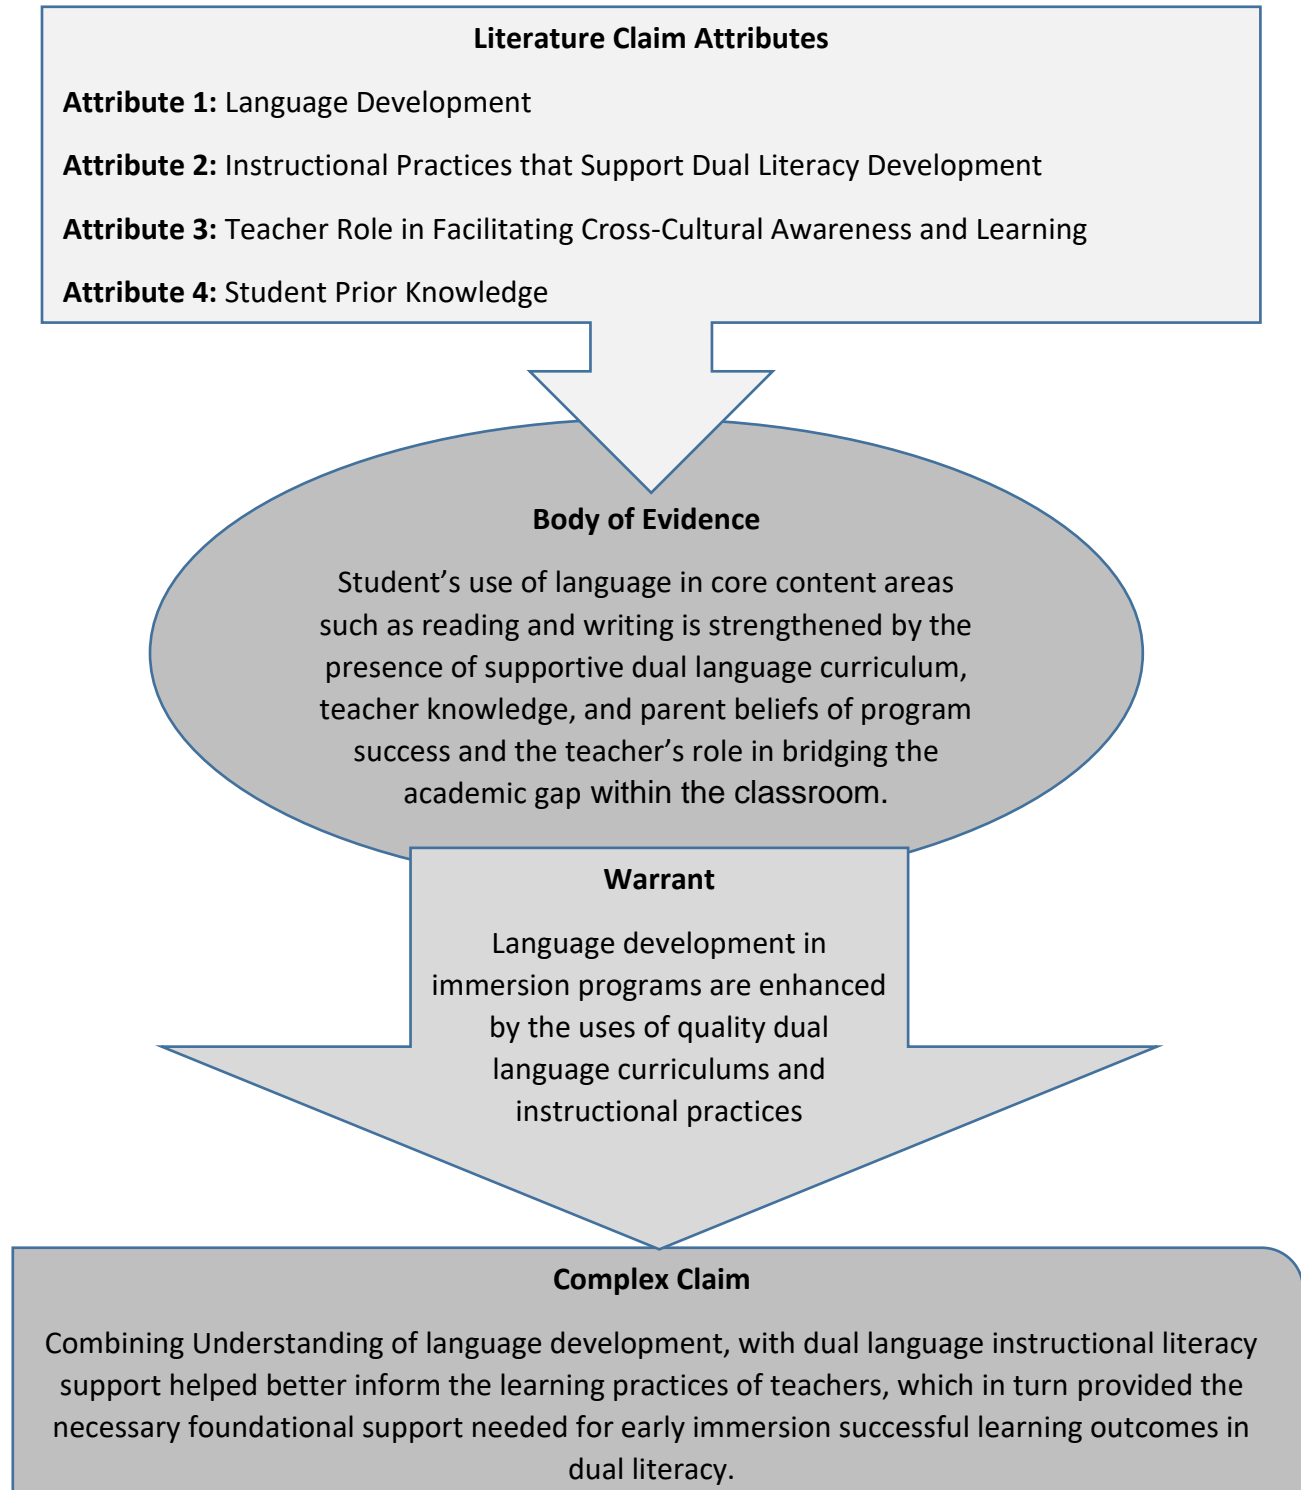 Literature Claim Attributes
Attribute 1: Language Development
Attribute 2: Instructional Practices that Support Dual Literacy Development
Attribute 3: Teacher Role in Facilitating Cross-Cultural Awareness and Learning
Attribute 4: Student Prior Knowledge
Body of Evidence
Student’s use of language in core content areas
such as reading and writing is strengthened by the
presence of supportive dual language curriculum,
teacher knowledge, and parent beliefs of program
success and the teacher’s role in bridging the
academic gap within the classroom.
Warrant
Language development in
immersion programs are enhanced
by the uses of quality dual
language curriculums and
instructional practices
Complex Claim
Combining Understanding of language development, with dual language instructional literacy
support helped better inform the learning practices of teachers, which in turn provided the
necessary foundational support needed for early immersion successful learning outcomes in
dual literacy.